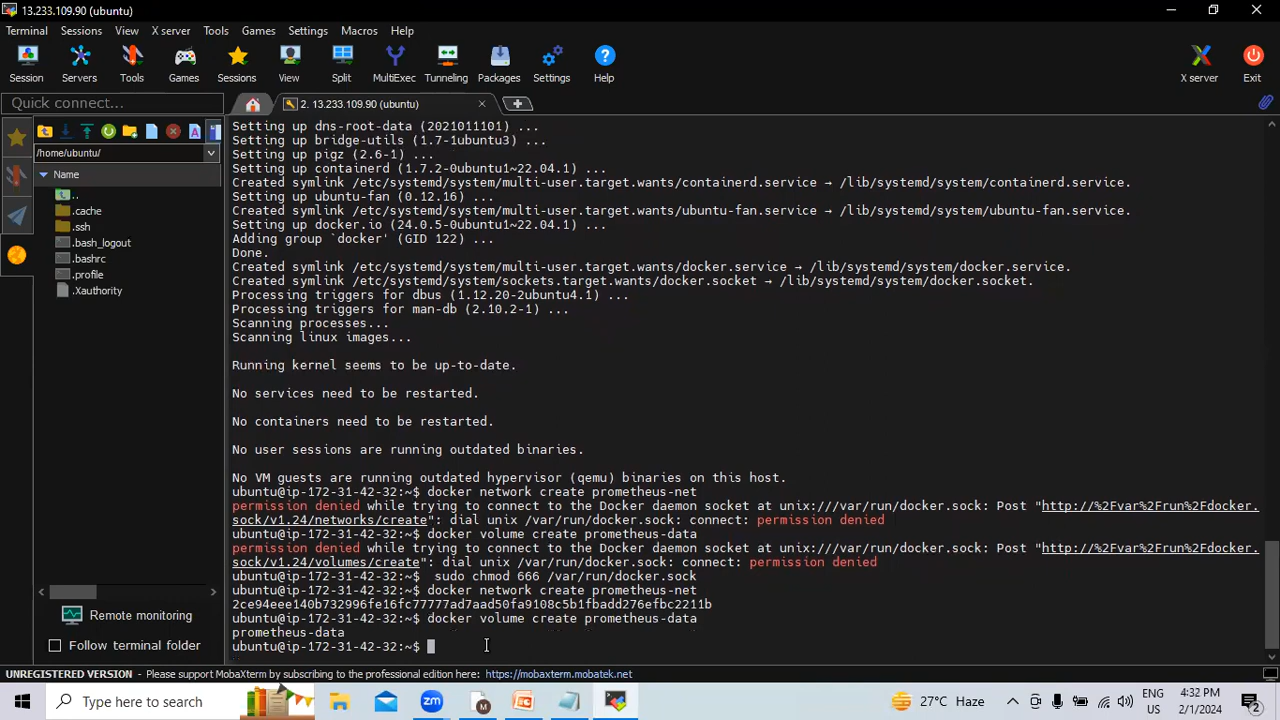 13.233.109.90 (ubuntu)
Terminal Sessions View X server Tools Games Settings Macros Help
Session Servers Tools Games Sessions View Split MultiExec Tunneling Packages Settings Help X server Exit
Quick connect...
2. 13.233.109.90 (ubuntu)
/home/ubuntu/
Name
..
.cache
.ssh
.bash_logout
.bashrc
.profile
.Xauthority
Remote monitoring
Follow terminal folder
Setting up dns-root-data (2021011101) ...
Setting up bridge-utils (1.7-1ubuntu3) ...
Setting up pigz (2.6-1) ...
Setting up containerd (1.7.2-0ubuntu1~22.04.1) ...
Created symlink /etc/systemd/system/multi-user.target.wants/containerd.service → /lib/systemd/system/containerd.service.
Setting up ubuntu-fan (0.12.16) ...
Created symlink /etc/systemd/system/multi-user.target.wants/ubuntu-fan.service → /lib/systemd/system/ubuntu-fan.service.
Setting up docker.io (24.0.5-0ubuntu1~22.04.1) ...
Adding group `docker' (GID 122) ...
Done.
Created symlink /etc/systemd/system/multi-user.target.wants/docker.service → /lib/systemd/system/docker.service.
Created symlink /etc/systemd/system/sockets.target.wants/docker.socket → /lib/systemd/system/docker.socket.
Processing triggers for dbus (1.12.20-2ubuntu4.1) ...
Processing triggers for man-db (2.10.2-1) ...
Scanning processes...
Scanning linux images...
Running kernel seems to be up-to-date.
No services need to be restarted.
No containers need to be restarted.
No user sessions are running outdated binaries.
No VM guests are running outdated hypervisor (qemu) binaries on this host.
ubuntu@ip-172-31-42-32:~$ docker network create prometheus-net
permission denied while trying to connect to the Docker daemon socket at unix:///var/run/docker.sock: Post "http://%2Fvar%2Frun%2Fdocker.
sock/v1.24/networks/create": dial unix /var/run/docker.sock: connect: permission denied
ubuntu@ip-172-31-42-32:~$ docker volume create prometheus-data
permission denied while trying to connect to the Docker daemon socket at unix:///var/run/docker.sock: Post "http://%2Fvar%2Frun%2Fdocker.
sock/v1.24/volumes/create": dial unix /var/run/docker.sock: connect: permission denied
ubuntu@ip-172-31-42-32:~$  sudo chmod 666 /var/run/docker.sock
ubuntu@ip-172-31-42-32:~$ docker network create prometheus-net
2ce94eee140b732996fe16fc77777ad7aad50fa9108c5b1fbadd276efbc2211b
ubuntu@ip-172-31-42-32:~$ docker volume create prometheus-data
prometheus-data
ubuntu@ip-172-31-42-32:~$
UNREGISTERED VERSION - Please support MobaXterm by subscribing to the professional edition here: https://mobaxterm.mobatek.net
Type here to search
zm
27°C Haze
ENG
US
4:32 PM
2/1/2024
2